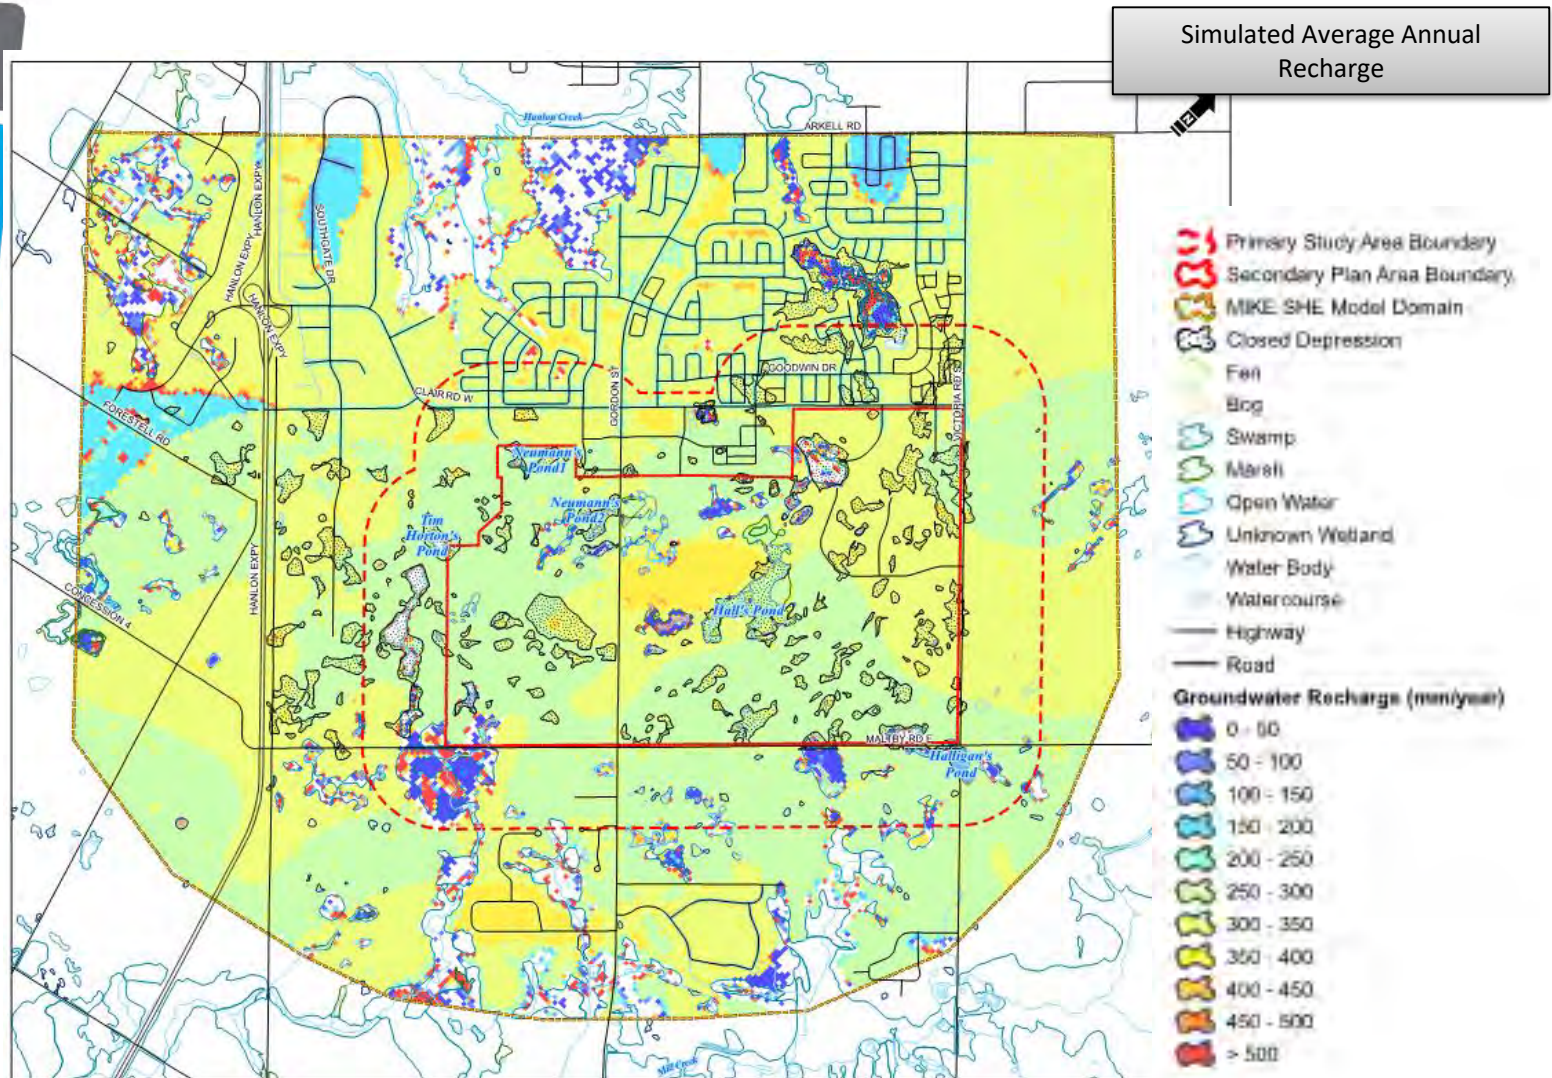 Simulated Average Annual
Recharge
N
Hanlon Creek
ARKELL RD
HANLON EXPY
SOUTHGATE DR
HANLON EXPY
HANLON EXPY
CLAIR RD W
GORDON ST
GOODWIN DR
VICTORIA RD S
FORESTELL RD
Neumann's
Pond1
Neumann's
Pond2
Tim
Horton's
Pond
HANLON EXPY
CONCESSION 4
Hall's Pond
MALTBY RD E
Halligan's
Pond
Mill Creek
Primary Study Area Boundary
Secondary Plan Area Boundary
MIKE SHE Model Domain
Closed Depression
Fen
Bog
Swamp
Marsh
Open Water
Unknown Wetland
Water Body
Watercourse
Highway
Road
Groundwater Recharge (mm/year)
0 - 50
50 - 100
100 - 150
150 - 200
200 - 250
250 - 300
300 - 350
350 - 400
400 - 450
450 - 500
> 500